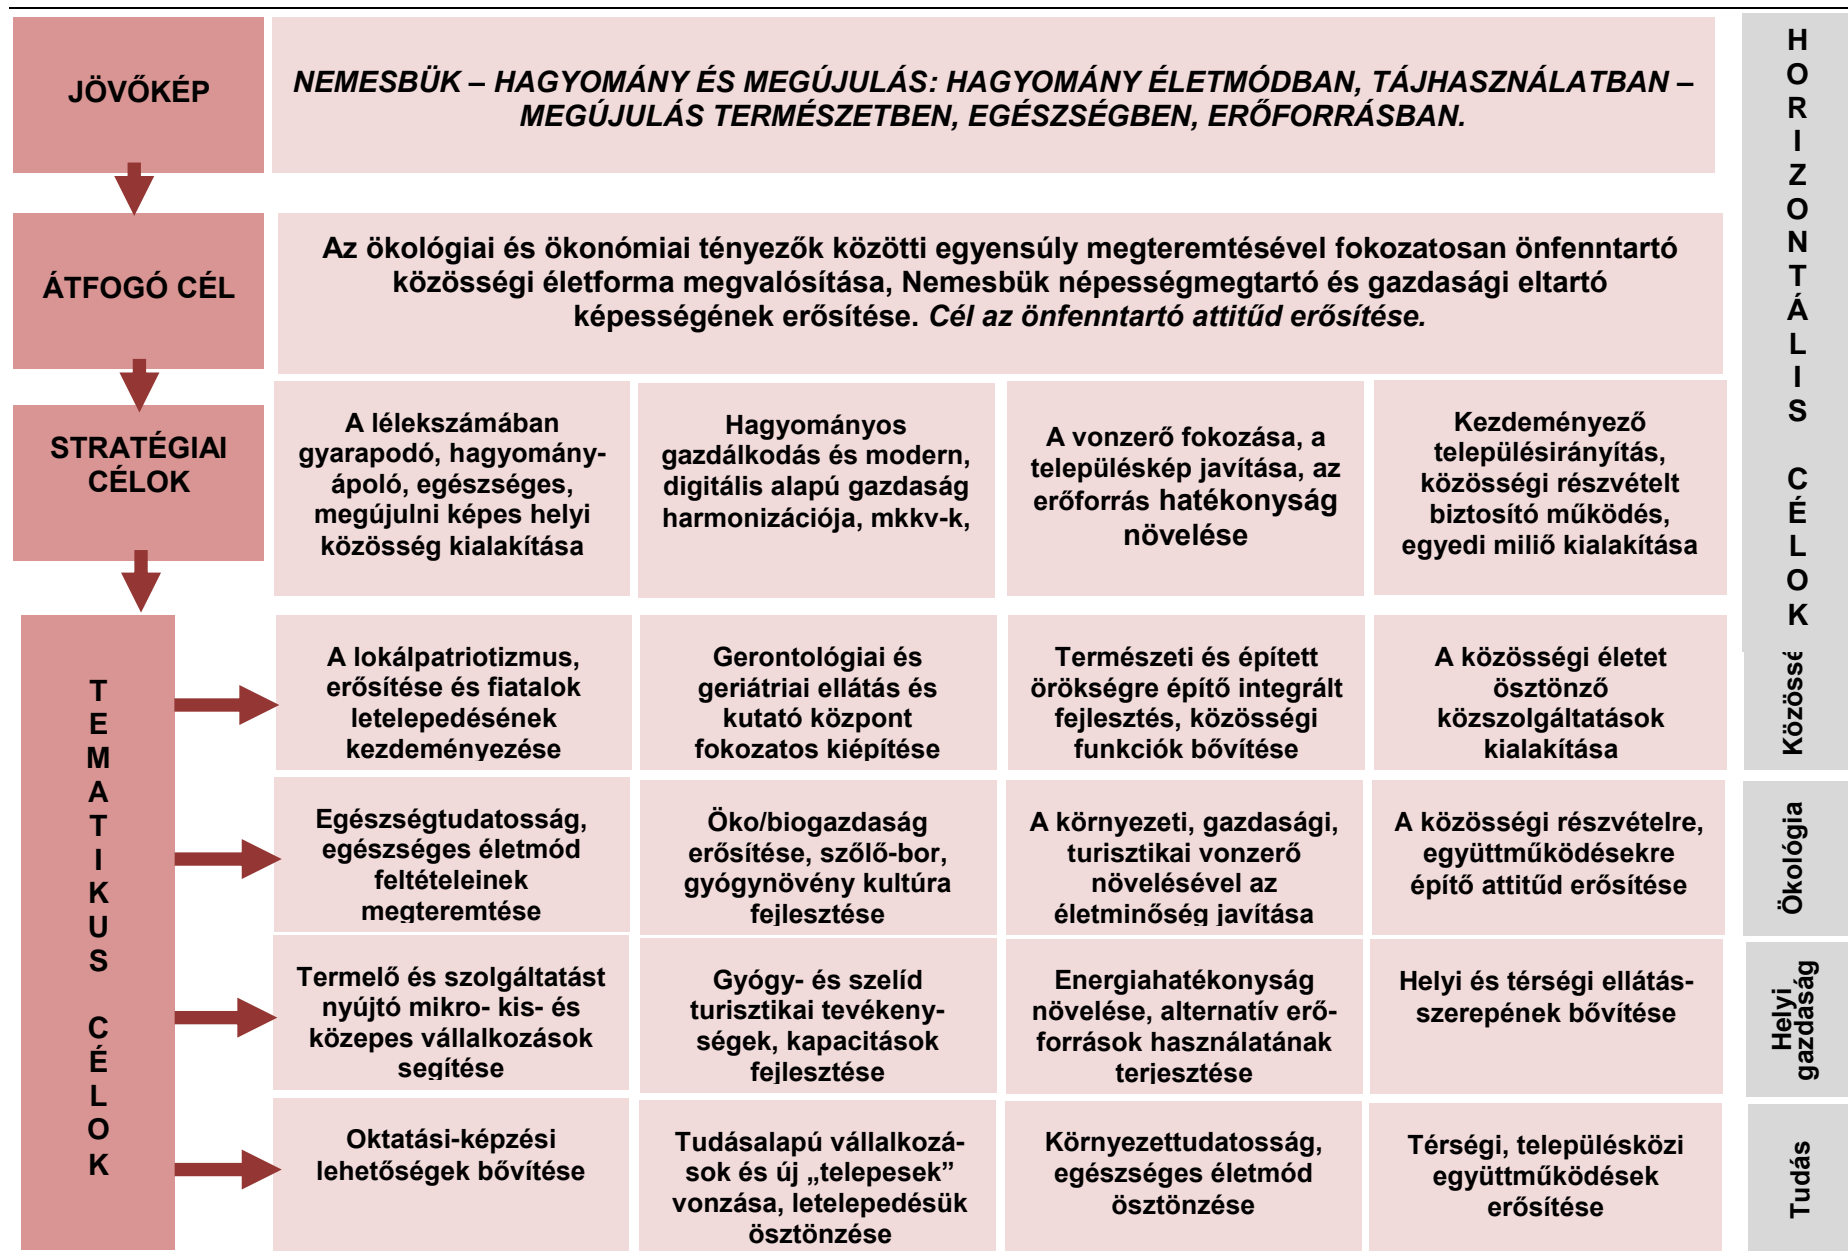 JÖVŐKÉP
NEMESBÜK – HAGYOMÁNY ÉS MEGÚJULÁS: HAGYOMÁNY ÉLETMÓDBAN, TÁJHASZNÁLATBAN –
MEGÚJULÁS TERMÉSZETBEN, EGÉSZSÉGBEN, ERŐFORRÁSBAN.
ÁTFOGÓ CÉL
Az ökológiai és ökonómiai tényezők közötti egyensúly megteremtésével fokozatosan önfenntartó
közösségi életforma megvalósítása, Nemesbük népességmegtartó és gazdasági eltartó
képességének erősítése. Cél az önfenntartó attitűd erősítése.
STRATÉGIAI
CÉLOK
A lélekszámában
gyarapodó, hagyomány-
ápoló, egészséges,
megújulni képes helyi
közösség kialakítása
Hagyományos
gazdálkodás és modern,
digitális alapú gazdaság
harmonizációja, mkkv-k,
A vonzerő fokozása, a
településkép javítása, az
erőforrás hatékonyság
növelése
Kezdeményező
településirányítás,
közösségi részvételt
biztosító működés,
egyedi miliő kialakítása
TEMATIKUS CÉLOK
A lokálpatriotizmus,
erősítése és fiatalok
letelepedésének
kezdeményezése
Gerontológiai és
geriátriai ellátás és
kutató központ
fokozatos kiépítése
Természeti és épített
örökségre építő integrált
fejlesztés, közösségi
funkciók bővítése
A közösségi életet
ösztönző
közszolgáltatások
kialakítása
Egészségtudatosság,
egészséges életmód
feltételeinek
megteremtése
Öko/biogazdaság
erősítése, szőlő-bor,
gyógynövény kultúra
fejlesztése
A környezeti, gazdasági,
turisztikai vonzerő
növelésével az
életminőség javítása
A közösségi részvételre,
együttműködésekre
építő attitűd erősítése
Termelő és szolgáltatást
nyújtó mikro- kis- és
közepes vállalkozások
segítése
Gyógy- és szelíd
turisztikai tevékeny-
ségek, kapacitások
fejlesztése
Energiahatékonyság
növelése, alternatív erő-
források használatának
terjesztése
Helyi és térségi ellátás-
szerepének bővítése
Oktatási-képzési
lehetőségek bővítése
Tudásalapú vállalkozá-
sok és új „telepesek”
vonzása, letelepedésük
ösztönzése
Környezettudatosság,
egészséges életmód
ösztönzése
Térségi, településközi
együttműködések
erősítése
HORIZONTÁLIS CÉLOK
Közössé
Ökológia
Helyi
gazdaság
Tudás